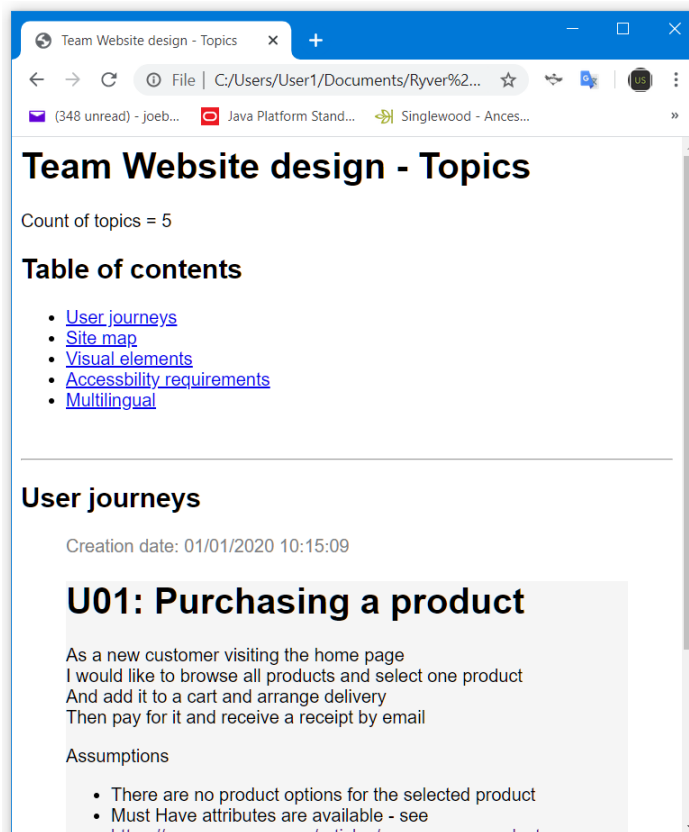 Team Website design - Topics
File | C:/Users/User1/Documents/Ryver%2...
US
(348 unread) - joeb...
Java Platform Stand...
Singlewood - Ances...
»
Team Website design - Topics
Count of topics = 5
Table of contents
• User journeys
• Site map
• Visual elements
• Accessbility requirements
• Multilingual
User journeys
Creation date: 01/01/2020 10:15:09
U01: Purchasing a product
As a new customer visiting the home page
I would like to browse all products and select one product
And add it to a cart and arrange delivery
Then pay for it and receive a receipt by email
Assumptions
• There are no product options for the selected product
• Must Have attributes are available - see